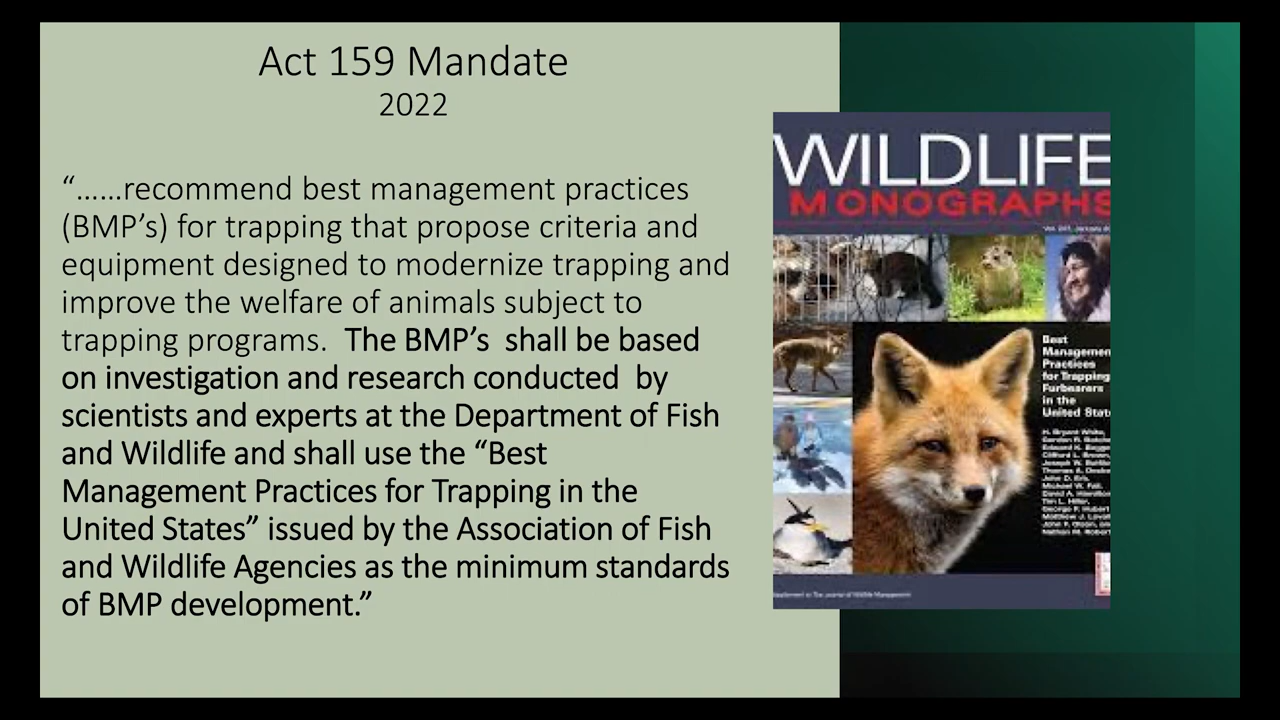 Act 159 Mandate
2022
“……recommend best management practices
(BMP’s) for trapping that propose criteria and
equipment designed to modernize trapping and
improve the welfare of animals subject to
trapping programs.  The BMP’s  shall be based
on investigation and research conducted  by
scientists and experts at the Department of Fish
and Wildlife and shall use the “Best
Management Practices for Trapping in the
United States” issued by the Association of Fish
and Wildlife Agencies as the minimum standards
of BMP development.”
WILDLIFE
MONOGRAPHS
Best
Managemen
Practices
for Trapping
Furbearers
in the
United Stat
H. Bryant White,